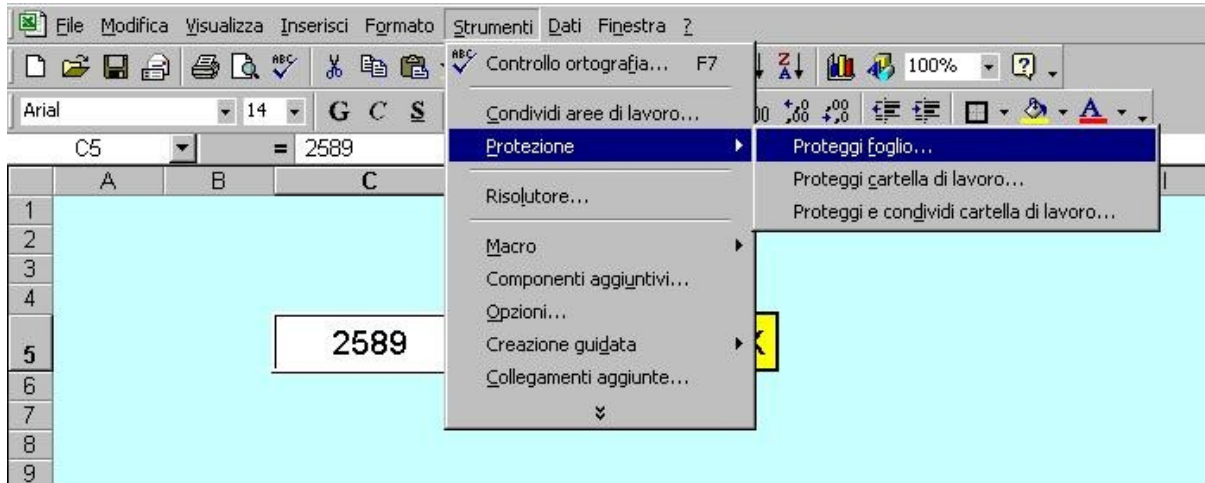 File Modifica Visualizza Inserisci Formato Strumenti Dati Finestra ?
ABC 100% ?
Arial 14 G C S
C5 = 2589
A B C
1
2
3
4
5
6
7
8
9
2589
ABC Controllo ortografia... F7
Condividi aree di lavoro...
Protezione
Risolutore...
Macro
Componenti aggiuntivi...
Opzioni...
Creazione guidata
Collegamenti aggiunte...
Proteggi foglio...
Proteggi cartella di lavoro...
Proteggi e condividi cartella di lavoro...